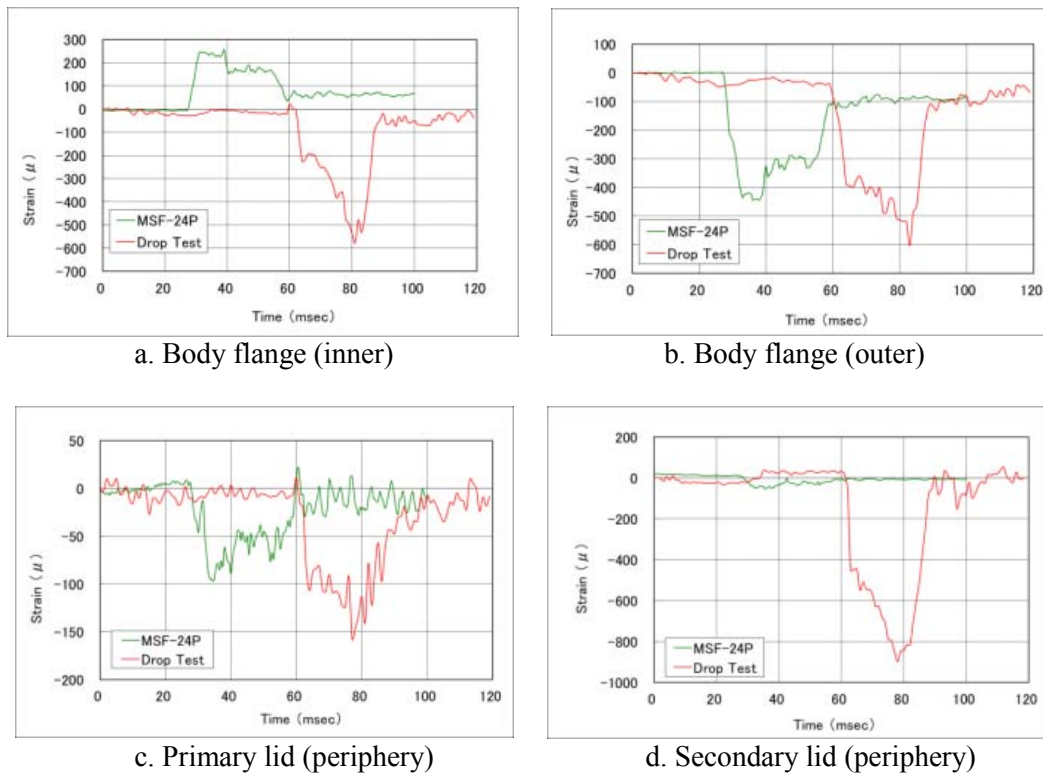 300
200
100
0
-100
-200
-300
-400
-500
-600
-700
Strain (μ)
MSF-24P
Drop Test
0 20 40 60 80 100 120
Time (msec)
a. Body flange (inner)
100
0
-100
-200
-300
-400
-500
-600
-700
Strain (μ)
MSF-24P
Drop Test
0 20 40 60 80 100 120
Time (msec)
b. Body flange (outer)
50
0
-50
-100
-150
-200
Strain (μ)
MSF-24P
Drop Test
0 20 40 60 80 100 120
Time (msec)
c. Primary lid (periphery)
200
0
-200
-400
-600
-800
-1000
Strain (μ)
MSF-24P
Drop Test
0 20 40 60 80 100 120
Time (msec)
d. Secondary lid (periphery)